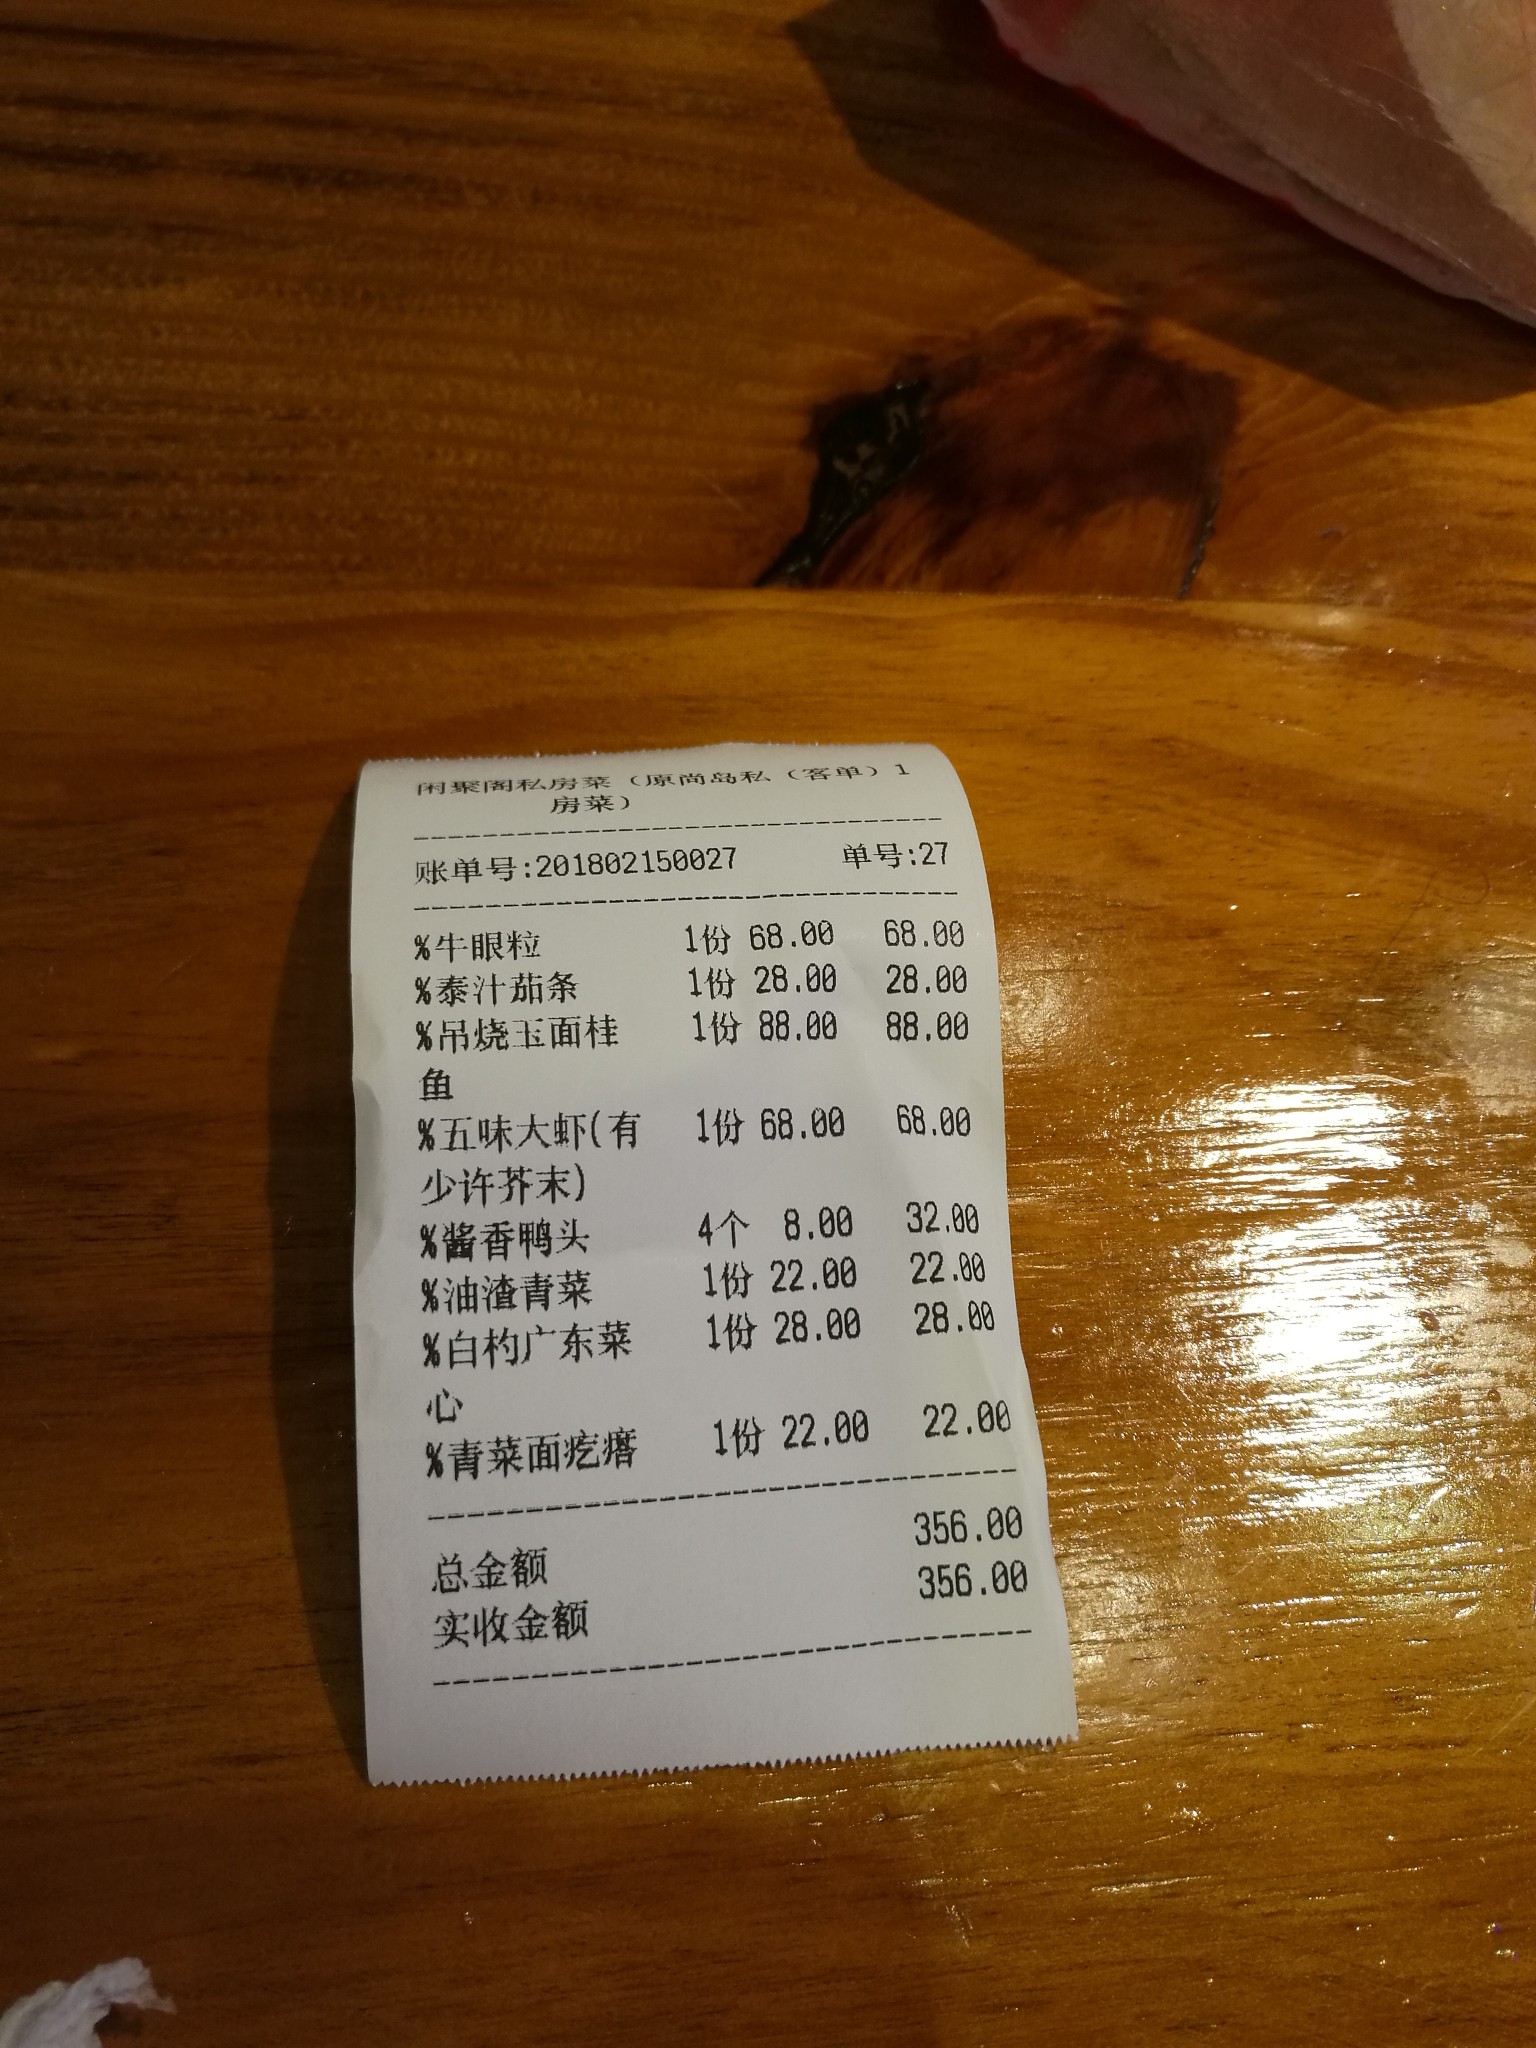 闲聚阁私房菜（原尚岛私（客单）1
房菜）
账单号:201802150027 单号:27
%牛眼粒 1份 68.00 68.00
%泰汁茄条 1份 28.00 28.00
%吊烧玉面桂 1份 88.00 88.00
鱼
%五味大虾(有 1份 68.00 68.00
少许芥末)
%酱香鸭头 4个 8.00 32.00
%油渣青菜 1份 22.00 22.00
%白杓广东菜 1份 28.00 28.00
心
%青菜面疙瘩 1份 22.00 22.00
总金额 356.00
实收金额 356.00